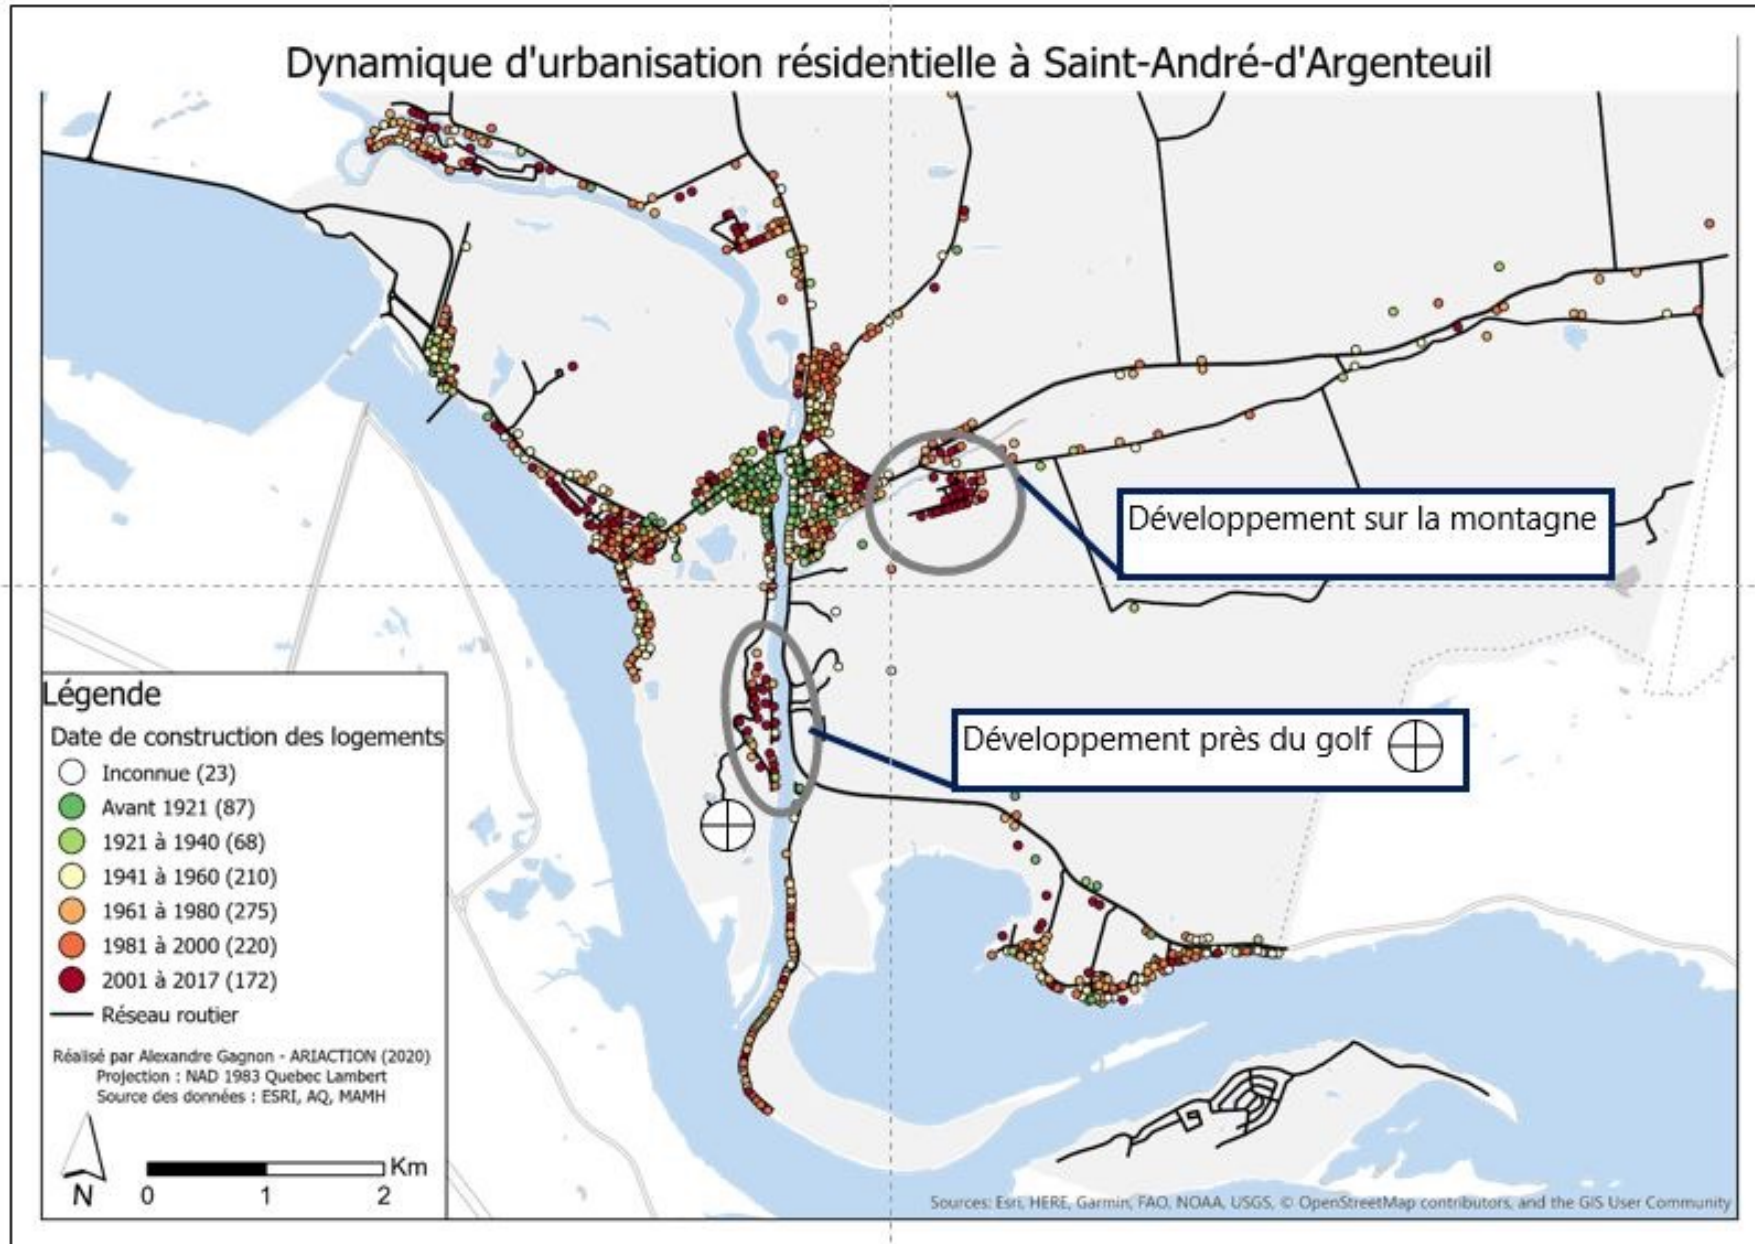 Dynamique d'urbanisation résidentielle à Saint-André-d'Argenteuil
Développement sur la montagne
Développement près du golf
Légende
Date de construction des logements
Inconnue (23)
Avant 1921 (87)
1921 à 1940 (68)
1941 à 1960 (210)
1961 à 1980 (275)
1981 à 2000 (220)
2001 à 2017 (172)
Réseau routier
Réalisé par Alexandre Gagnon - ARIACTION (2020)
Projection : NAD 1983 Quebec Lambert
Source des données : ESRI, AQ, MAMH
N
Km
0 1 2
Sources: Esri, HERE, Garmin, FAO, NOAA, USGS, © OpenStreetMap contributors, and the GIS User Community